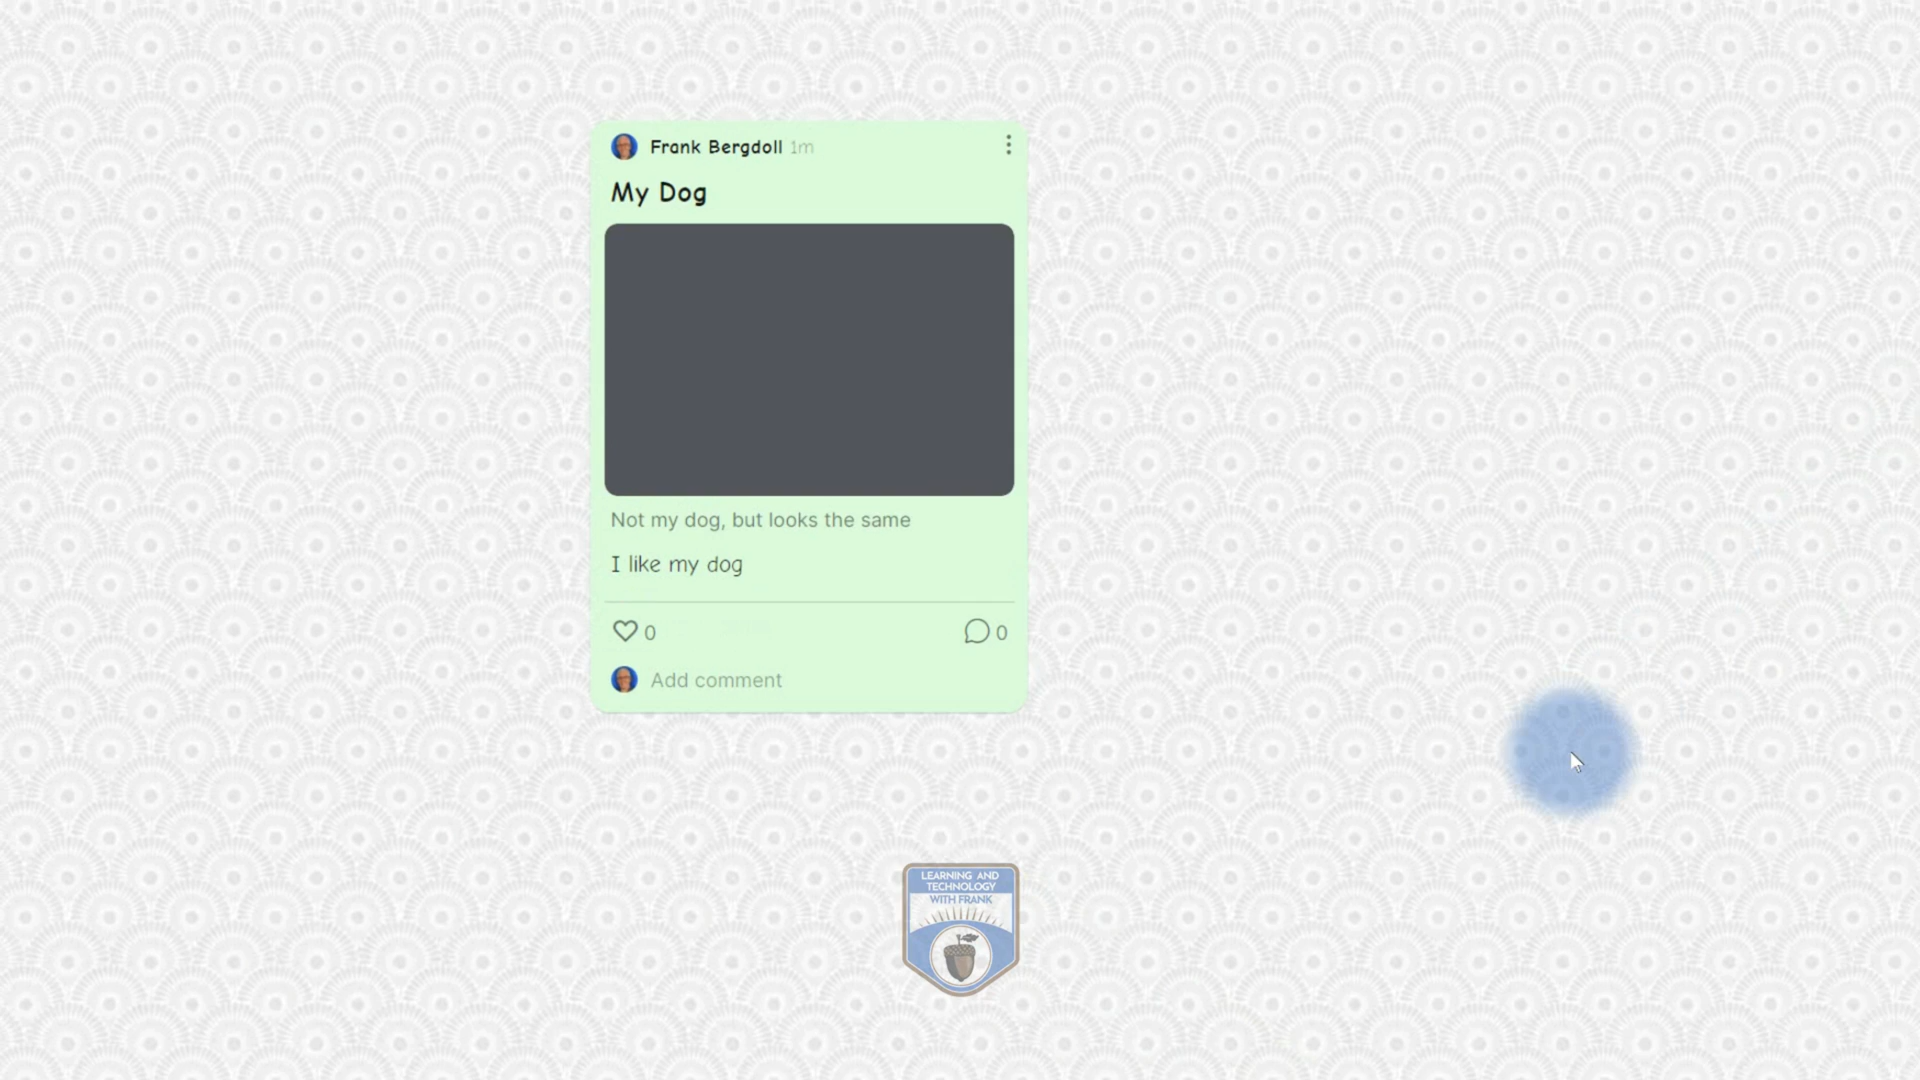 Frank Bergdoll 1m
My Dog
Not my dog, but looks the same
I like my dog
0
0
Add comment
LEARNING AND
TECHNOLOGY
WITH FRANK